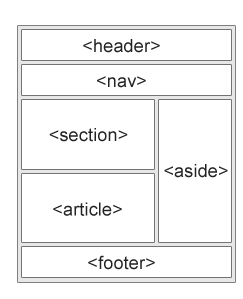 <header>
<nav>
<section>
<aside>
<article>
<footer>